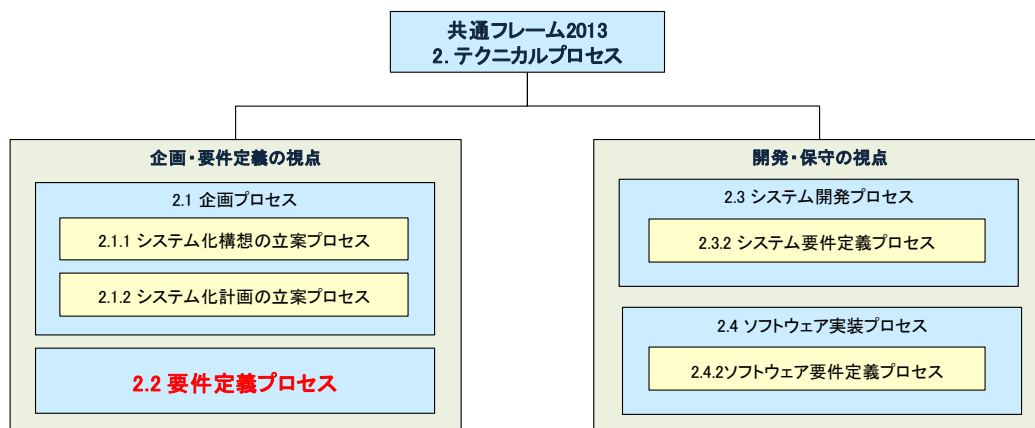 共通フレーム2013
2. テクニカルプロセス
企画・要件定義の視点
2.1 企画プロセス
2.1.1 システム化構想の立案プロセス
2.1.2 システム化計画の立案プロセス
2.2 要件定義プロセス
開発・保守の視点
2.3 システム開発プロセス
2.3.2 システム要件定義プロセス
2.4 ソフトウェア実装プロセス
2.4.2ソフトウェア要件定義プロセス